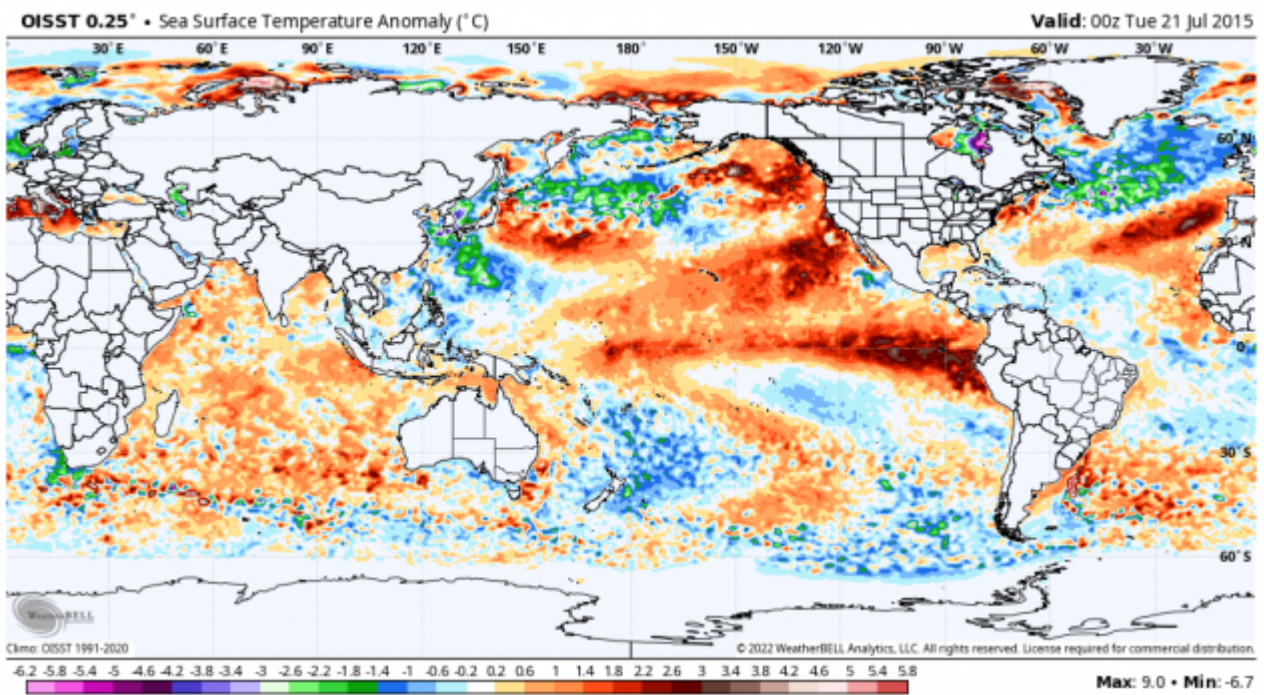 OISST 0.25° • Sea Surface Temperature Anomaly (°C) Valid: 00z Tue 21 Jul 2015
30°E 60°E 90°E 120°E 150°E 180° 150°W 120°W 90°W 60°W 30°W
60°N
30°N
0°
30°S
60°S
WeatherBELL
Climo: OISST 1991-2020 © 2022 WeatherBELL Analytics, LLC. All rights reserved. License required for commercial distribution.
-6.2 -5.8 -5.4 -5 -4.6 -4.2 -3.8 -3.4 -3 -2.6 -2.2 -1.8 -1.4 -1 -0.6 -0.2 0.2 0.6 1 1.4 1.8 2.2 2.6 3 3.4 3.8 4.2 4.6 5 5.4 5.8 Max: 9.0 • Min: -6.7